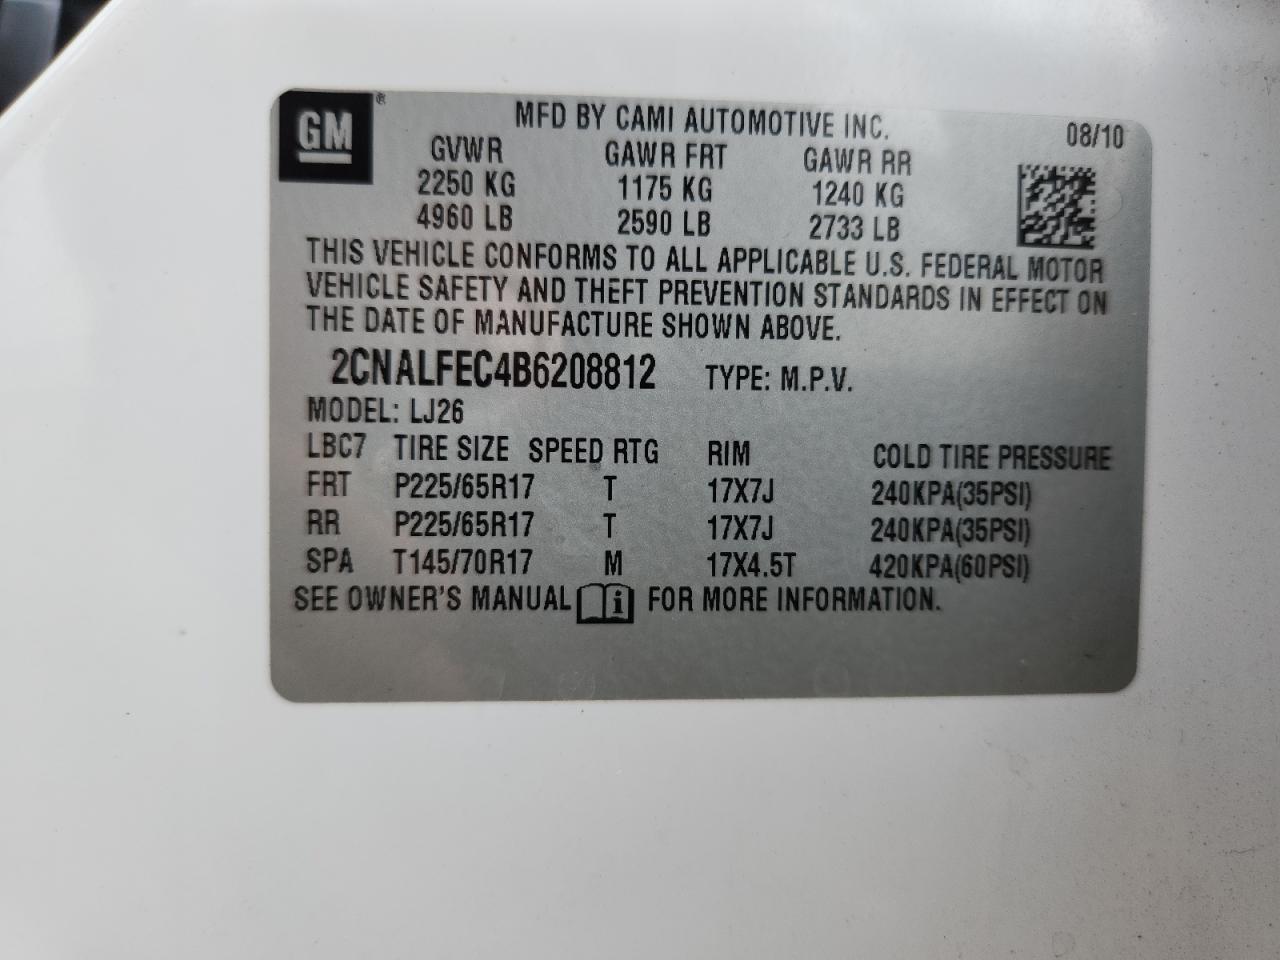 GM®
MFD BY CAMI AUTOMOTIVE INC. 08/10
GVWR GAWR FRT GAWR RR
2250 KG 1175 KG 1240 KG
4960 LB 2590 LB 2733 LB
THIS VEHICLE CONFORMS TO ALL APPLICABLE U.S. FEDERAL MOTOR
VEHICLE SAFETY AND THEFT PREVENTION STANDARDS IN EFFECT ON
THE DATE OF MANUFACTURE SHOWN ABOVE.
2CNALFEC4B6208812 TYPE: M.P.V.
MODEL: LJ26
LBC7 TIRE SIZE SPEED RTG RIM COLD TIRE PRESSURE
FRT P225/65R17 T 17X7J 240KPA(35PSI)
RR P225/65R17 T 17X7J 240KPA(35PSI)
SPA T145/70R17 M 17X4.5T 420KPA(60PSI)
SEE OWNER'S MANUAL i FOR MORE INFORMATION.